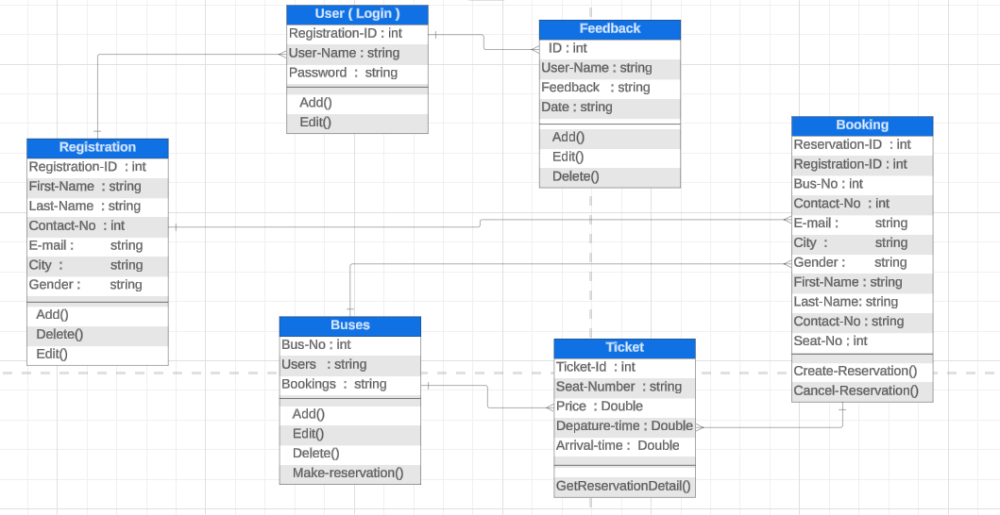 User ( Login )
Registration-ID : int
User-Name : string
Password : string
Add()
Edit()
Feedback
ID : int
User-Name : string
Feedback : string
Date : string
Add()
Edit()
Delete()
Registration
Registration-ID : int
First-Name : string
Last-Name : string
Contact-No : int
E-mail : string
City : string
Gender : string
Add()
Delete()
Edit()
Booking
Reservation-ID : int
Registration-ID : int
Bus-No : int
Contact-No : int
E-mail : string
City : string
Gender : string
First-Name : string
Last-Name: string
Contact-No : string
Seat-No : int
Create-Reservation()
Cancel-Reservation()
Buses
Bus-No : int
Users : string
Bookings : string
Add()
Edit()
Delete()
Make-reservation()
Ticket
Ticket-Id : int
Seat-Number : string
Price : Double
Depature-time : Double
Arrival-time : Double
GetReservationDetail()